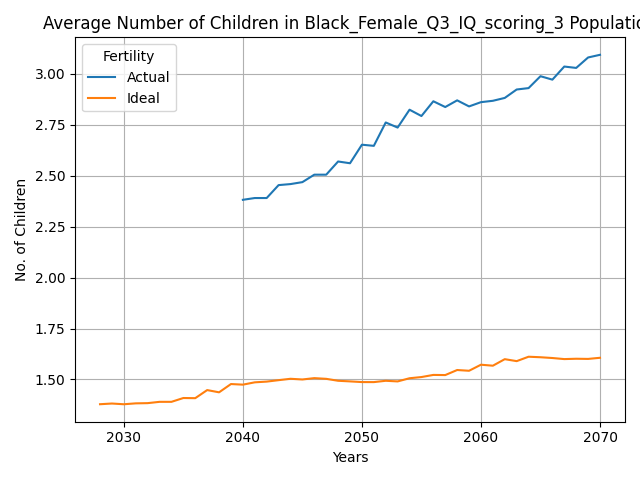 Average Number of Children in Black_Female_Q3_IQ_scoring_3 Populatio
Fertility
Actual
Ideal
3.00
2.75
2.50
2.25
2.00
1.75
1.50
No. of Children
2030 2040 2050 2060 2070
Years